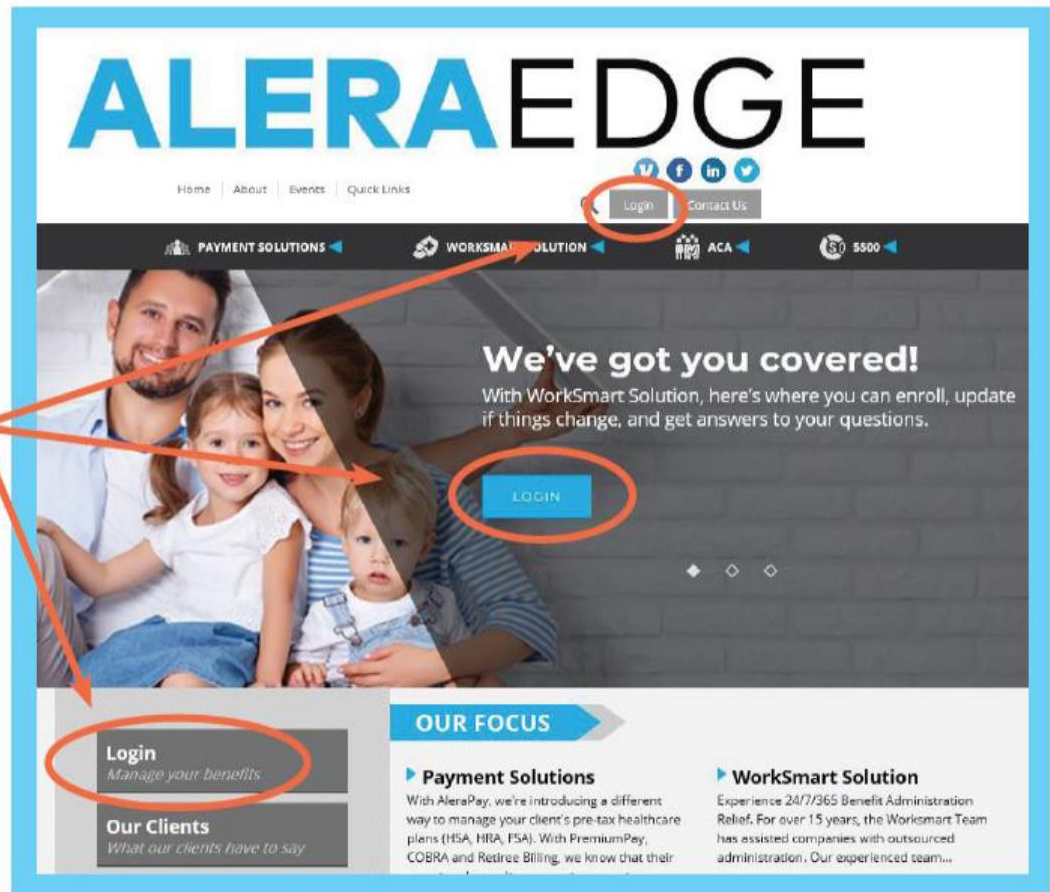 ALERAEDGE
Home About Events Quick Links
Login Contact Us
PAYMENT SOLUTIONS WORKSMART SOLUTION ACA 5500
We've got you covered!
With WorkSmart Solution, here's where you can enroll, update
if things change, and get answers to your questions.
LOGIN
Login
Manage your benefits
Our Clients
What our clients have to say
OUR FOCUS
Payment Solutions
With AleraPay, we're introducing a different
way to manage your client's pre-tax healthcare
plans (HSA, HRA, FSA). With PremiumPay,
COBRA and Retiree Billing, we know that their
WorkSmart Solution
Experience 24/7/365 Benefit Administration
Relief. For over 15 years, the Worksmart Team
has assisted companies with outsourced
administration. Our experienced team...